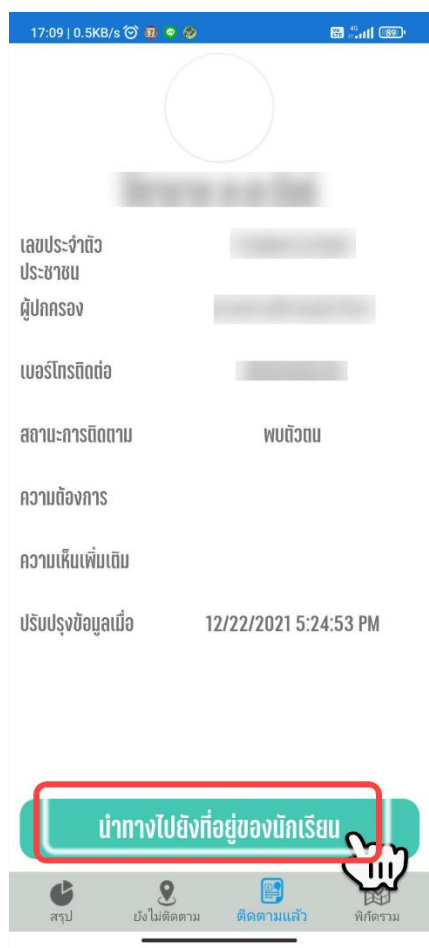 17:09 | 0.5KB/s 4G 89
เลขประจำตัว
ประชาชน
ผู้ปกครอง
เบอร์โทรติดต่อ
สถานะการติดตาม พบตัวตน
ความต้องการ
ความเห็นเพิ่มเติม
ปรับปรุงข้อมูลเมื่อ 12/22/2021 5:24:53 PM
นำทางไปยังที่อยู่ของนักเรียน
สรุป ยังไม่ติดตาม ติดตามแล้ว พิกัดรวม